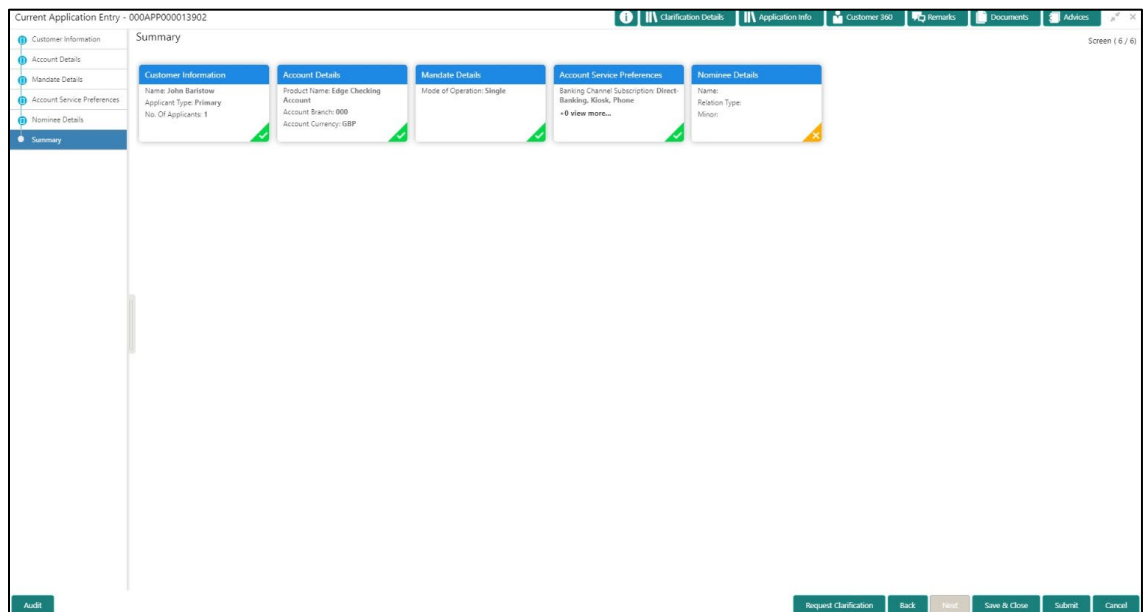 Current Application Entry - 000APP000013902
Clarification Details
Application Info
Customer 360
Remarks
Documents
Advices
Customer Information
Account Details
Mandate Details
Account Service Preferences
Nominee Details
Summary
Summary
Screen ( 6 / 6)
Customer Information
Name: John Baristow
Applicant Type: Primary
No. Of Applicants: 1
Account Details
Product Name: Edge Checking
Account
Account Branch: 000
Account Currency: GBP
Mandate Details
Mode of Operation: Single
Account Service Preferences
Banking Channel Subscription: Direct-
Banking, Kiosk, Phone
+0 view more...
Nominee Details
Name:
Relation Type:
Minor:
Audit
Request Clarification
Back
Next
Save & Close
Submit
Cancel